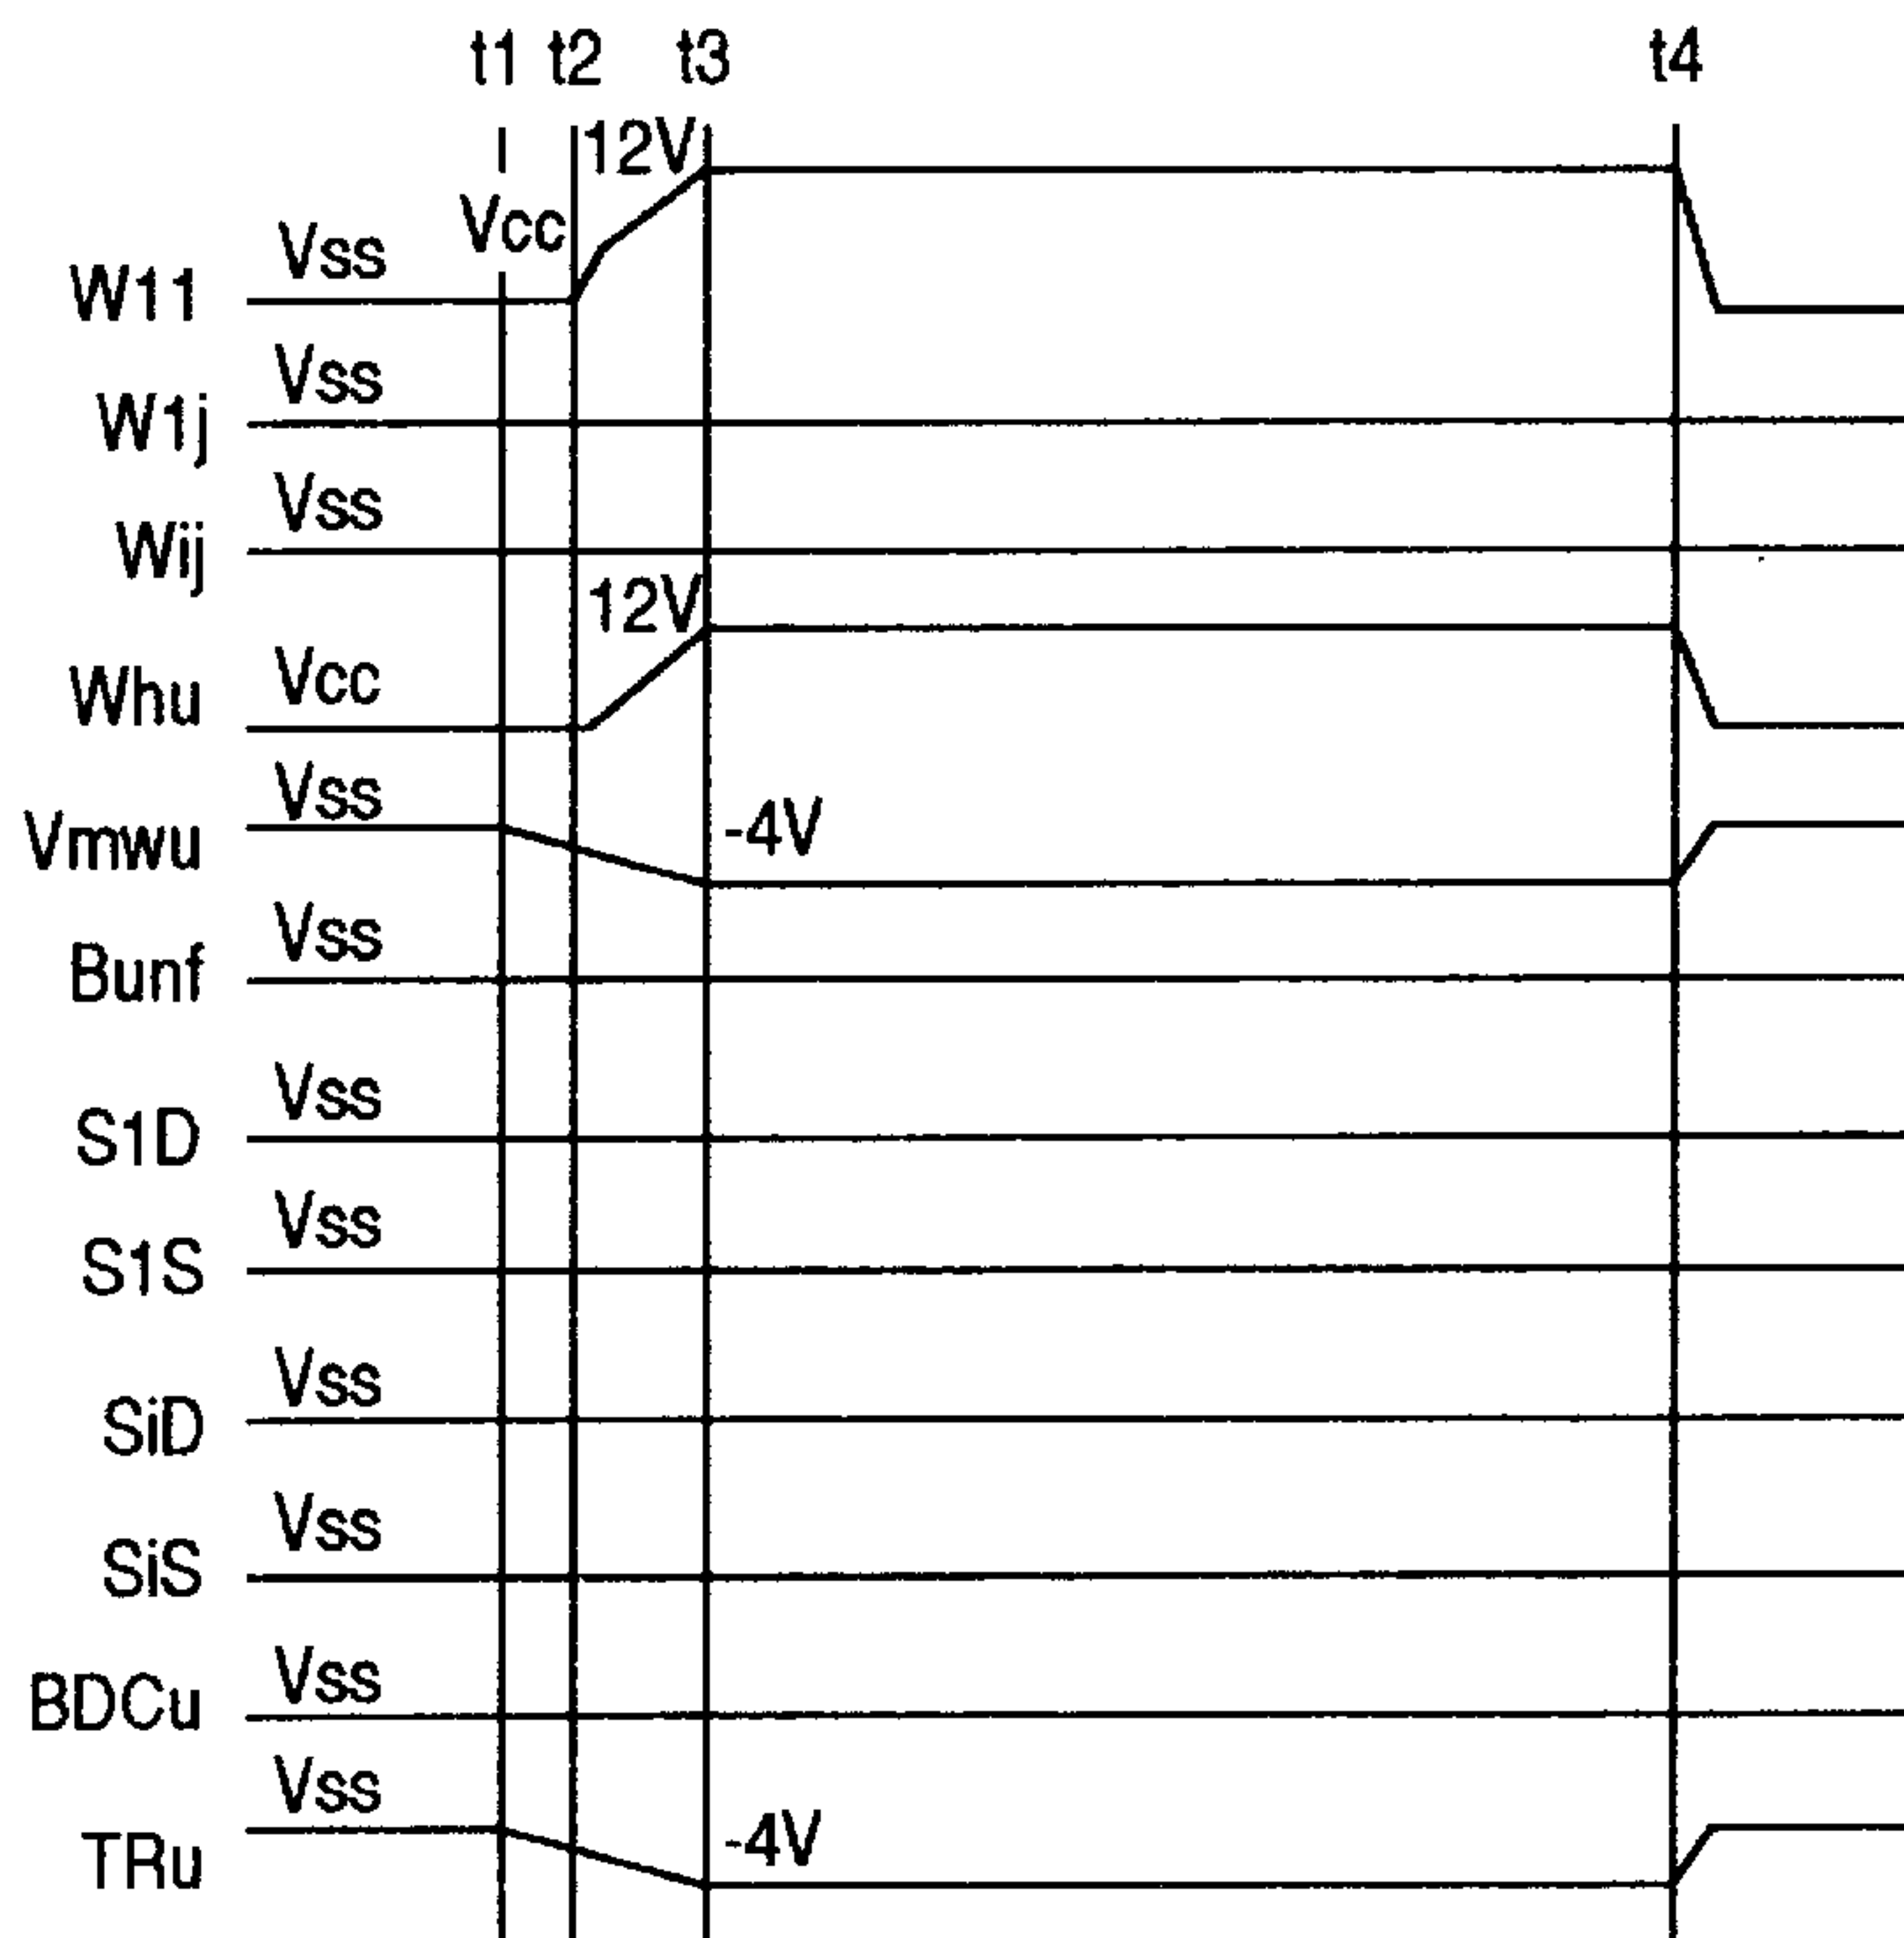 t1 t2 t3 t4
12V
Vcc
Vss
W11
Vss
W1j
Vss
Wij
12V
Vcc
Whu
Vss
Vmwu -4V
Vss
Bunf
Vss
S1D
Vss
S1S
Vss
SiD
Vss
SiS
Vss
BDCu
Vss
TRu -4V